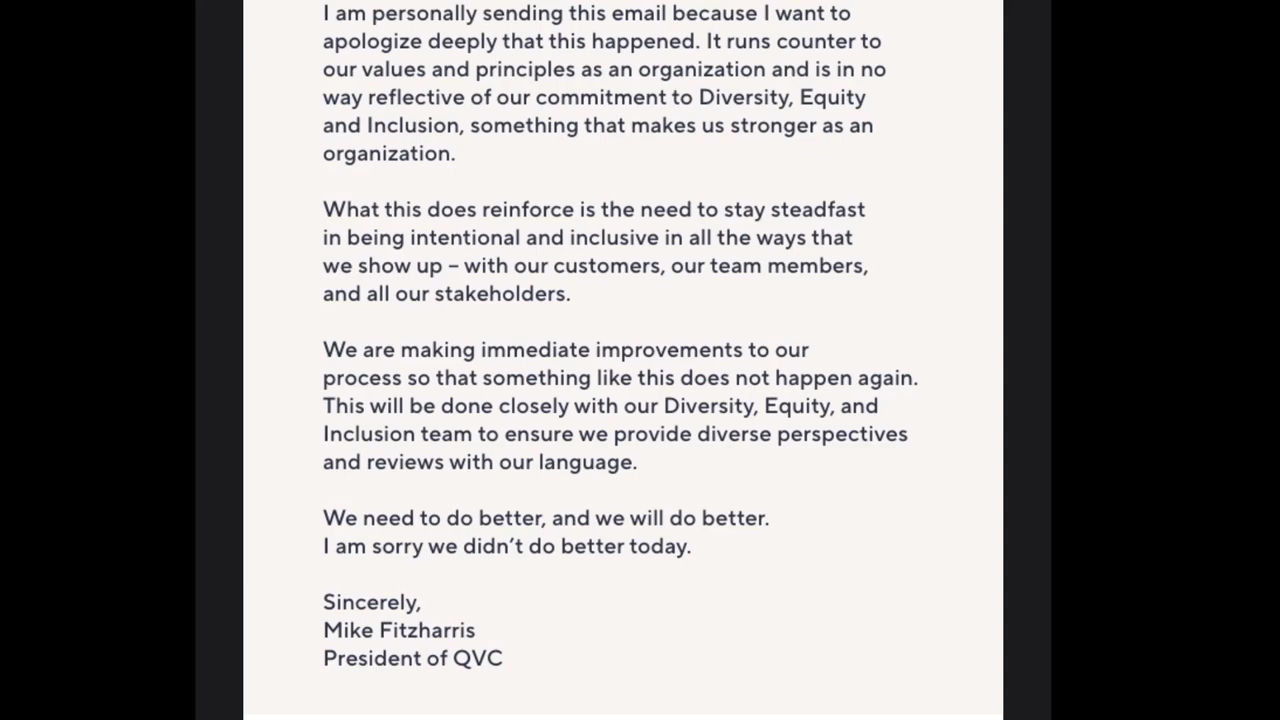 I am personally sending this email because I want to
apologize deeply that this happened. It runs counter to
our values and principles as an organization and is in no
way reflective of our commitment to Diversity, Equity
and Inclusion, something that makes us stronger as an
organization.
What this does reinforce is the need to stay steadfast
in being intentional and inclusive in all the ways that
we show up – with our customers, our team members,
and all our stakeholders.
We are making immediate improvements to our
process so that something like this does not happen again.
This will be done closely with our Diversity, Equity, and
Inclusion team to ensure we provide diverse perspectives
and reviews with our language.
We need to do better, and we will do better.
I am sorry we didn’t do better today.
Sincerely,
Mike Fitzharris
President of QVC